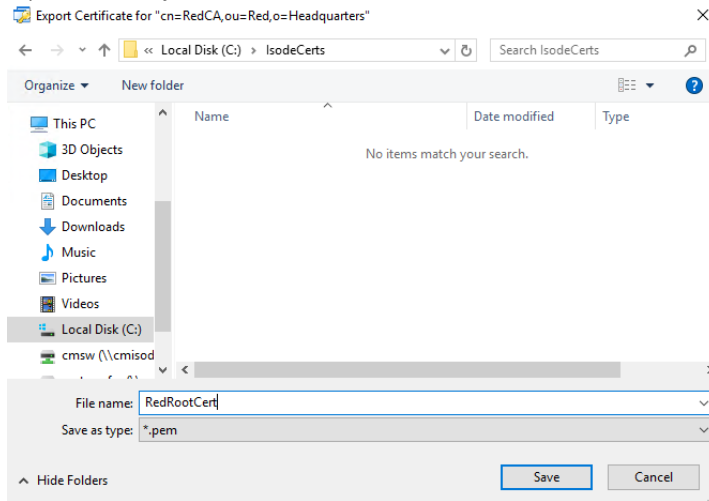 Export Certificate for "cn=RedCA,ou=Red,o=Headquarters"
« Local Disk (C:) › IsodeCerts
Search IsodeCerts
Organize
New folder
Name
Date modified
Type
No items match your search.
This PC
3D Objects
Desktop
Documents
Downloads
Music
Pictures
Videos
Local Disk (C:)
cmsw (\\cmisod
File name: RedRootCert
Save as type: *.pem
Hide Folders
Save
Cancel